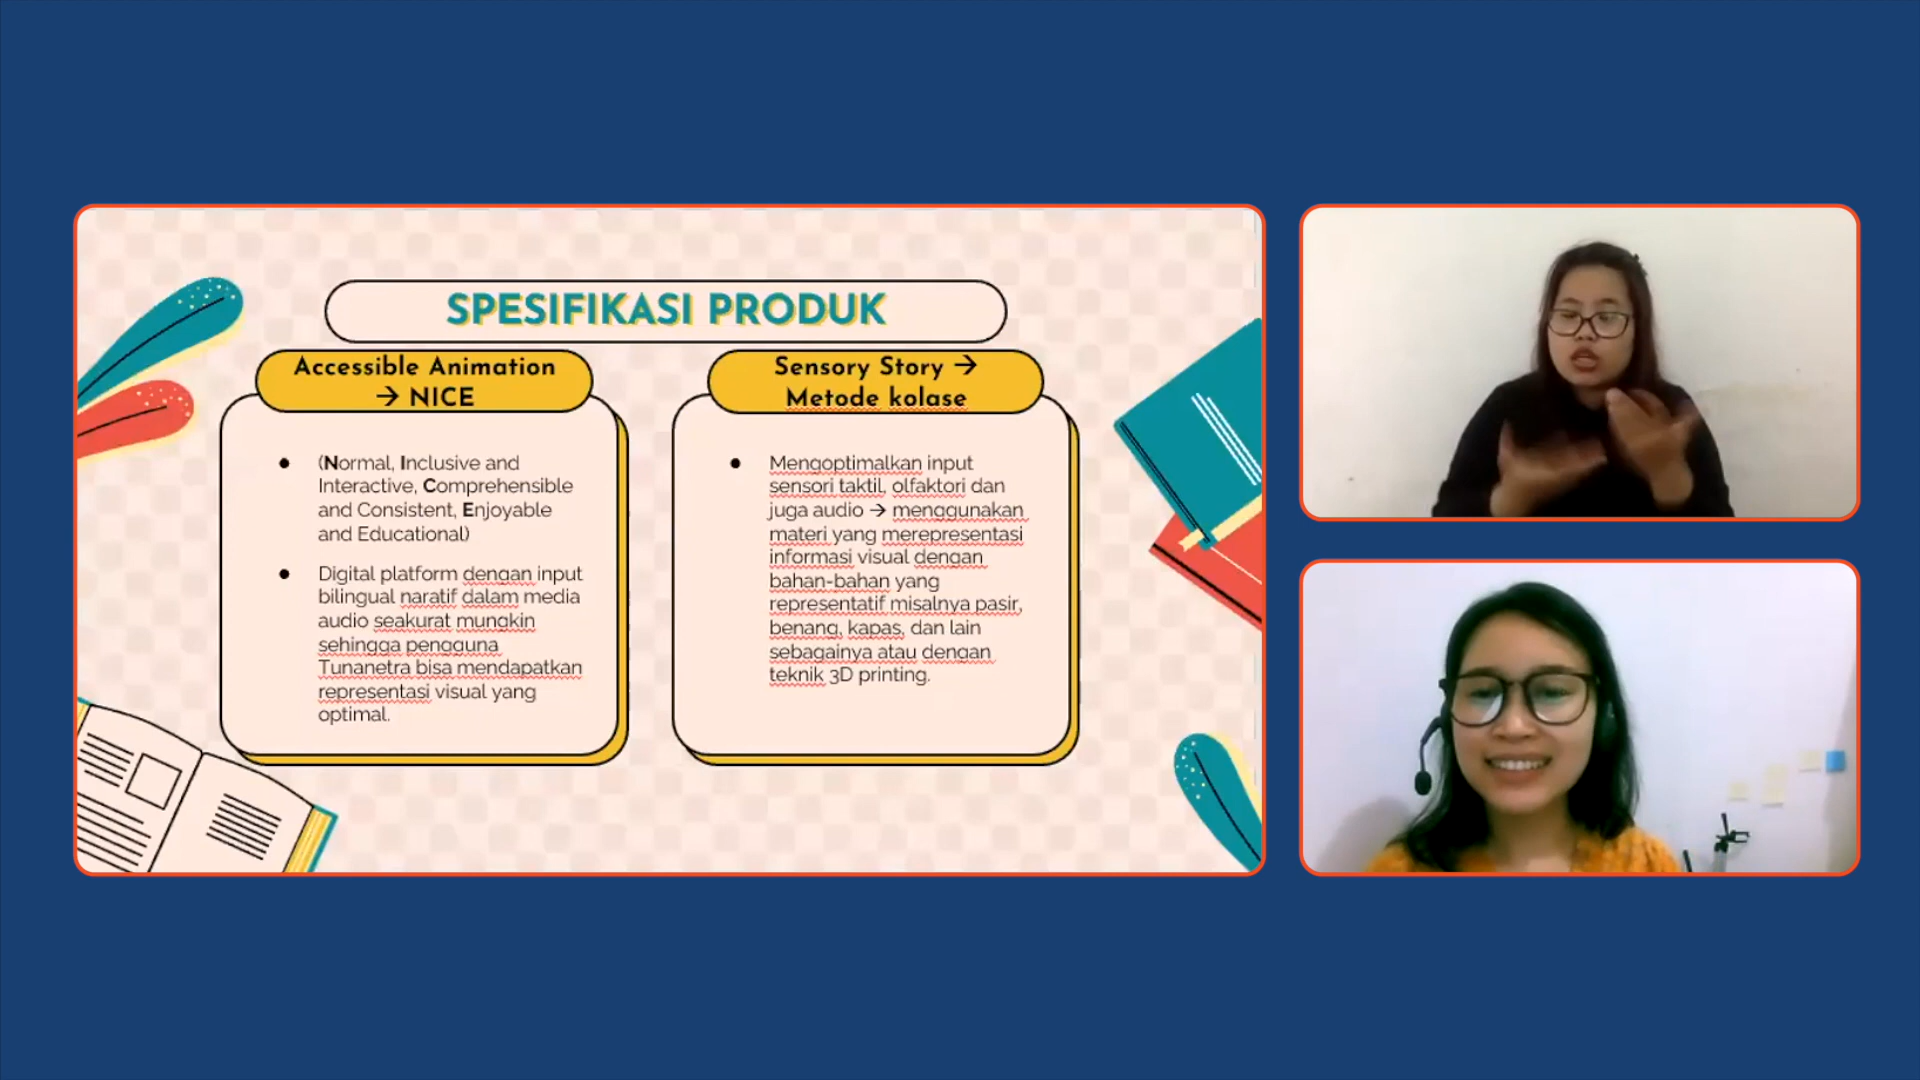 SPESIFIKASI PRODUK
Accessible Animation
→ NICE
● (Normal, Inclusive and
Interactive, Comprehensible
and Consistent, Enjoyable
and Educational)
● Digital platform dengan input
bilingual naratif dalam media
audio seakurat mungkin
sehingga pengguna
Tunanetra bisa mendapatkan
representasi visual yang
optimal.
Sensory Story →
Metode kolase
● Mengoptimalkan input
sensori taktil, olfaktori dan
juga audio → menggunakan
materi yang merepresentasi
informasi visual dengan
bahan-bahan yang
representatif misalnya pasir,
benang, kapas, dan lain
sebagainya atau dengan
teknik 3D printing.